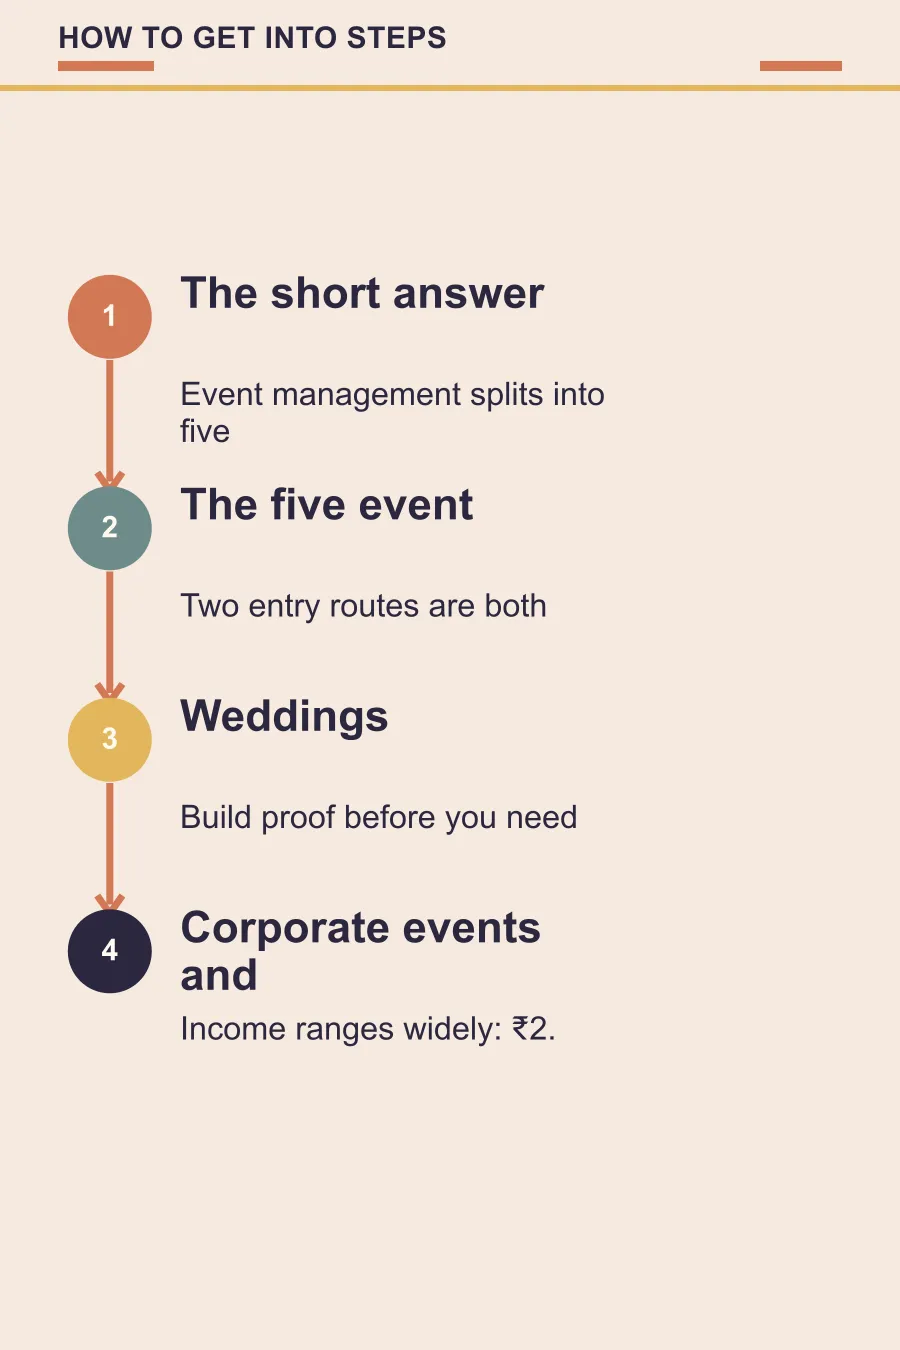 HOW TO GET INTO STEPS
1
The short answer
Event management splits into
five
2
The five event
Two entry routes are both
3
Weddings
Build proof before you need
4
Corporate events
and
Income ranges widely: ₹2.